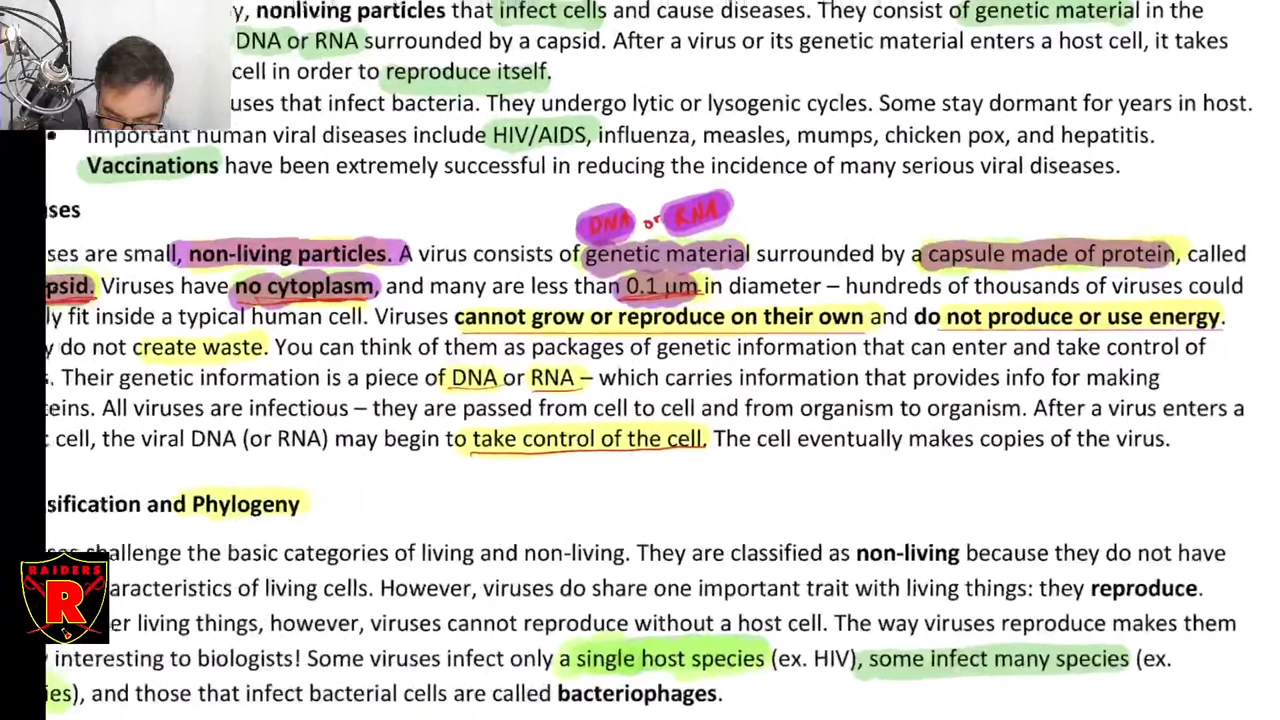 y, nonliving particles that infect cells and cause diseases. They consist of genetic material in the
DNA or RNA surrounded by a capsid. After a virus or its genetic material enters a host cell, it takes
cell in order to reproduce itself.
uses that infect bacteria. They undergo lytic or lysogenic cycles. Some stay dormant for years in host.
• Important human viral diseases include HIV/AIDS, influenza, measles, mumps, chicken pox, and hepatitis.
Vaccinations have been extremely successful in reducing the incidence of many serious viral diseases.
uses
DNA or RNA
ses are small, non-living particles. A virus consists of genetic material surrounded by a capsule made of protein, called
psid. Viruses have no cytoplasm, and many are less than 0.1 µm in diameter – hundreds of thousands of viruses could
ly fit inside a typical human cell. Viruses cannot grow or reproduce on their own and do not produce or use energy.
y do not create waste. You can think of them as packages of genetic information that can enter and take control of
s. Their genetic information is a piece of DNA or RNA – which carries information that provides info for making
eins. All viruses are infectious – they are passed from cell to cell and from organism to organism. After a virus enters a
cell, the viral DNA (or RNA) may begin to take control of the cell. The cell eventually makes copies of the virus.
sification and Phylogeny
challenge the basic categories of living and non-living. They are classified as non-living because they do not have
aracteristics of living cells. However, viruses do share one important trait with living things: they reproduce.
er living things, however, viruses cannot reproduce without a host cell. The way viruses reproduce makes them
interesting to biologists! Some viruses infect only a single host species (ex. HIV), some infect many species (ex.
ies), and those that infect bacterial cells are called bacteriophages.
RAIDERS
R